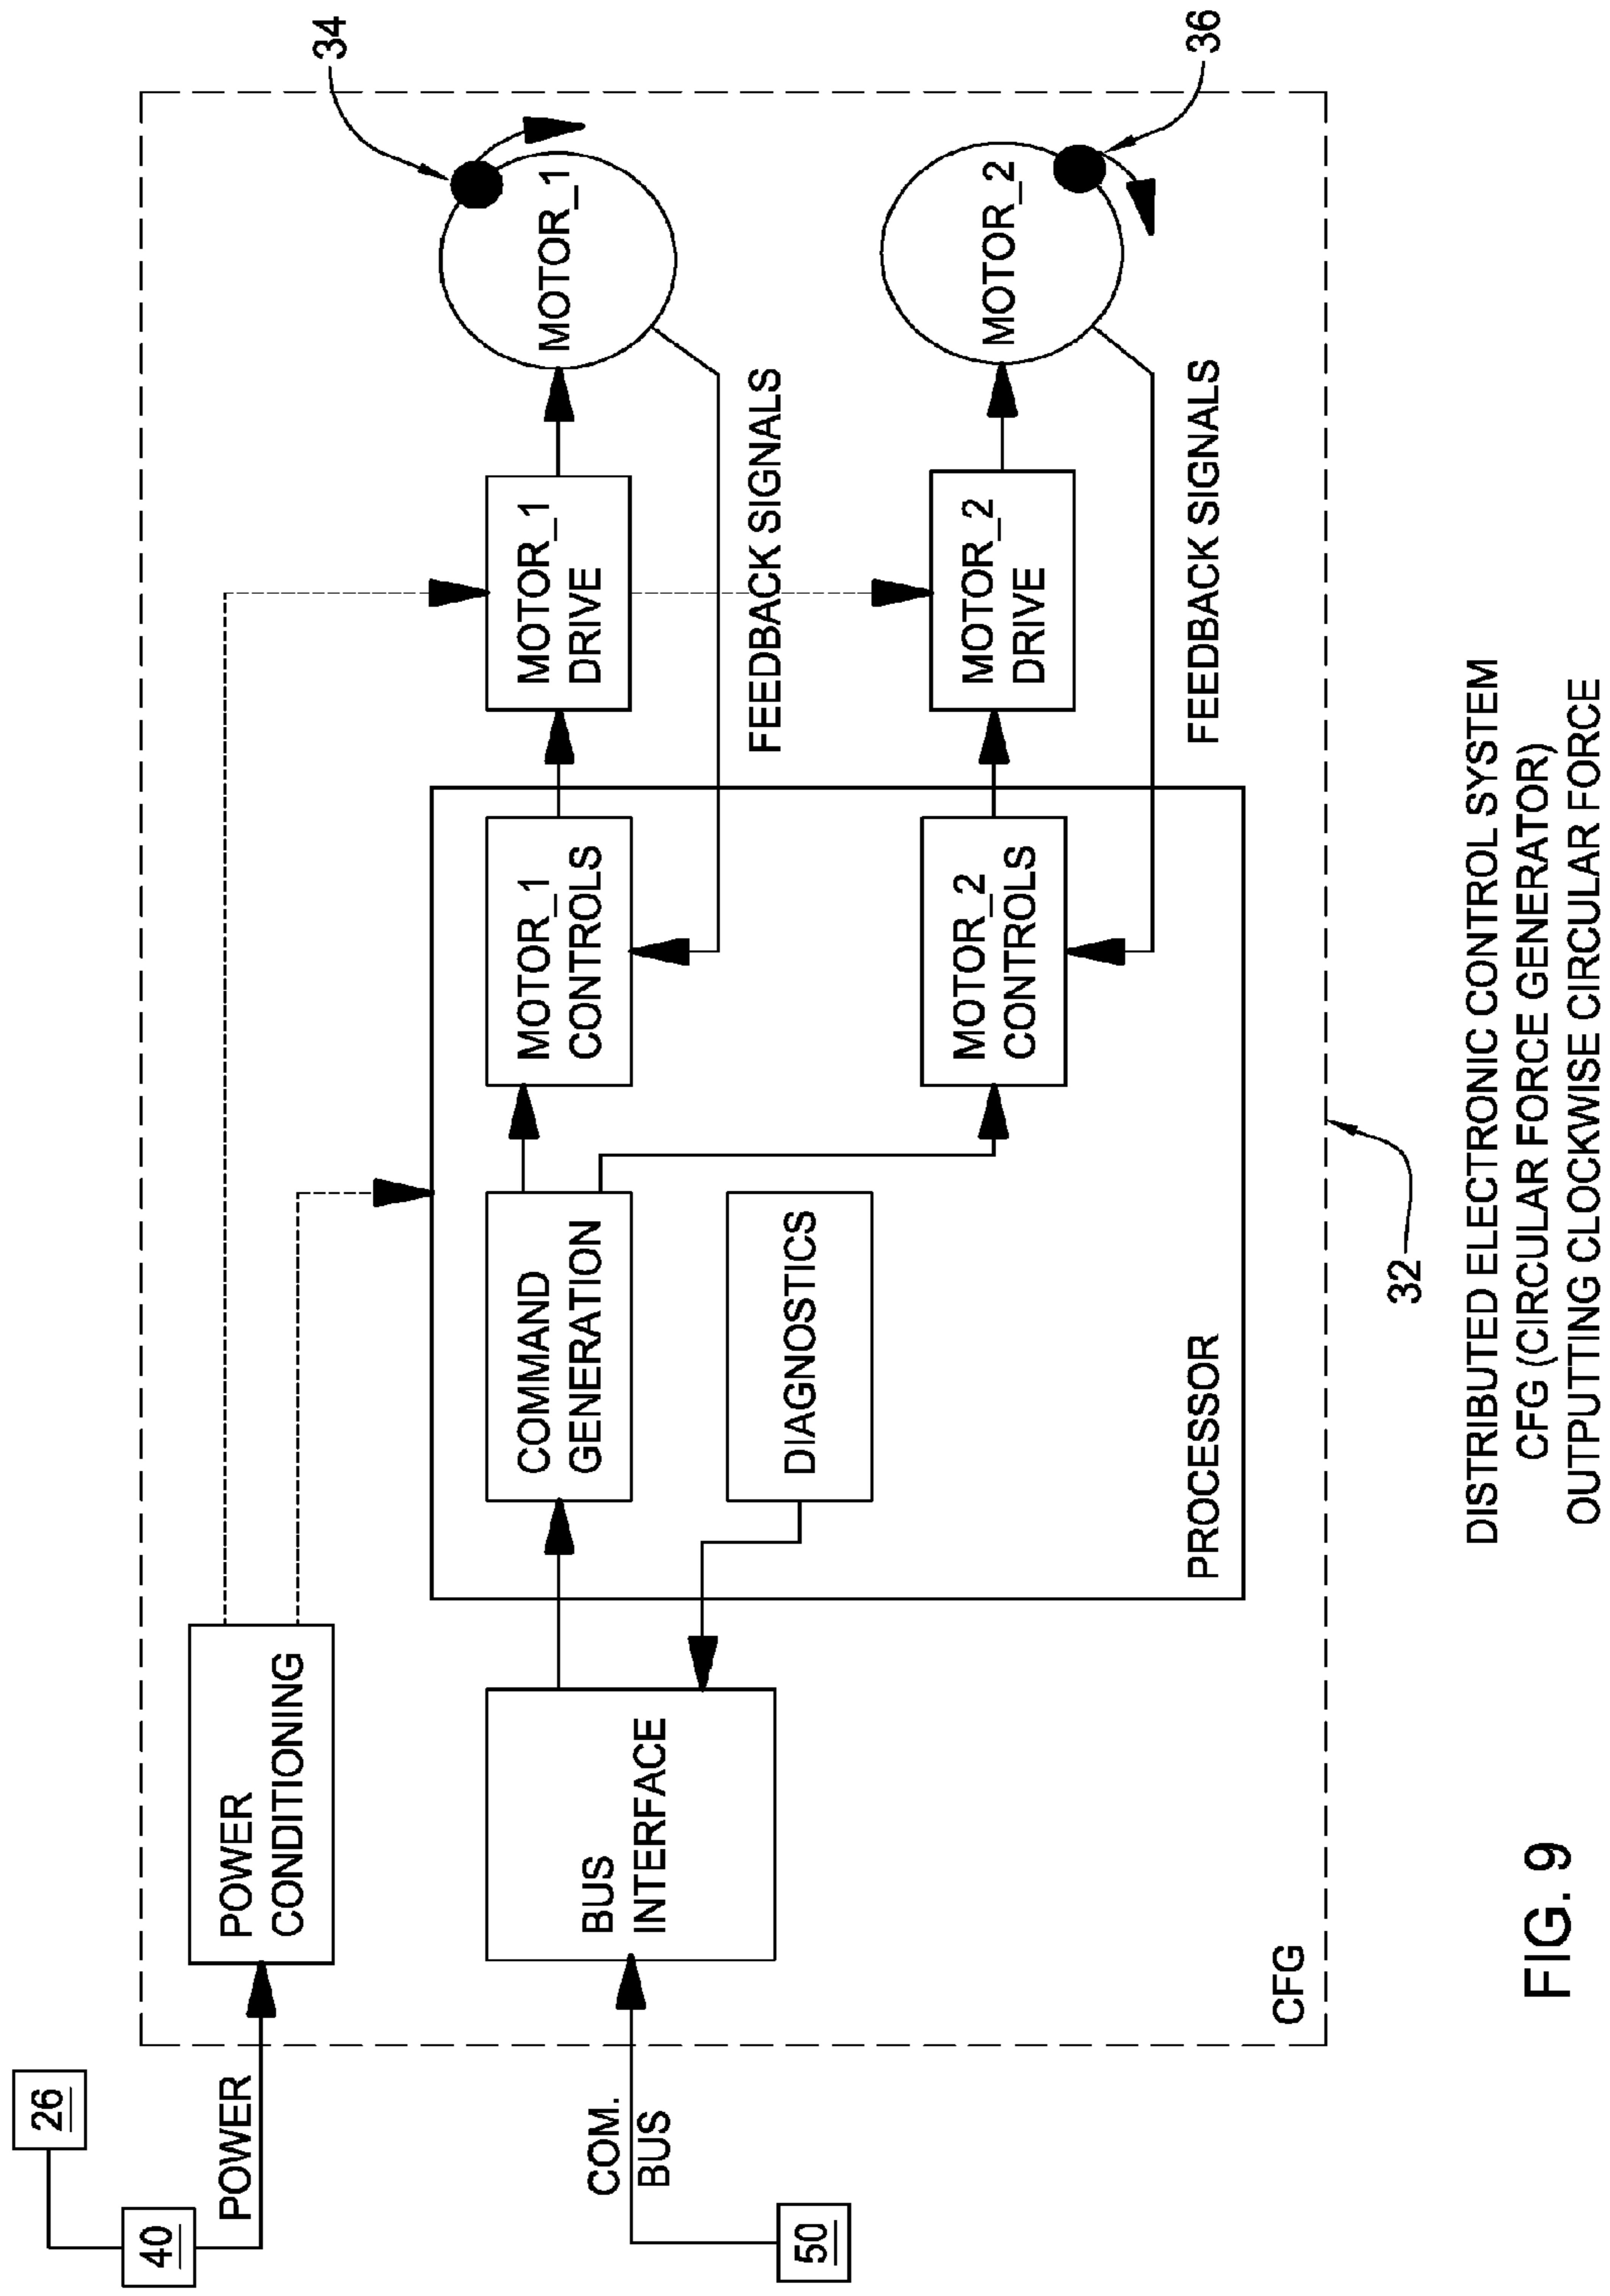 26
40
POWER
POWER
CONDITIONING
COM.
BUS
50
BUS
INTERFACE
COMMAND
GENERATION
DIAGNOSTICS
PROCESSOR
MOTOR_1
CONTROLS
MOTOR_2
CONTROLS
MOTOR_1
DRIVE
MOTOR_2
DRIVE
MOTOR_1
MOTOR_2
FEEDBACK SIGNALS
FEEDBACK SIGNALS
34
36
CFG
32
DISTRIBUTED ELECTRONIC CONTROL SYSTEM
CFG (CIRCULAR FORCE GENERATOR)
OUTPUTTING CLOCKWISE CIRCULAR FORCE
FIG. 9